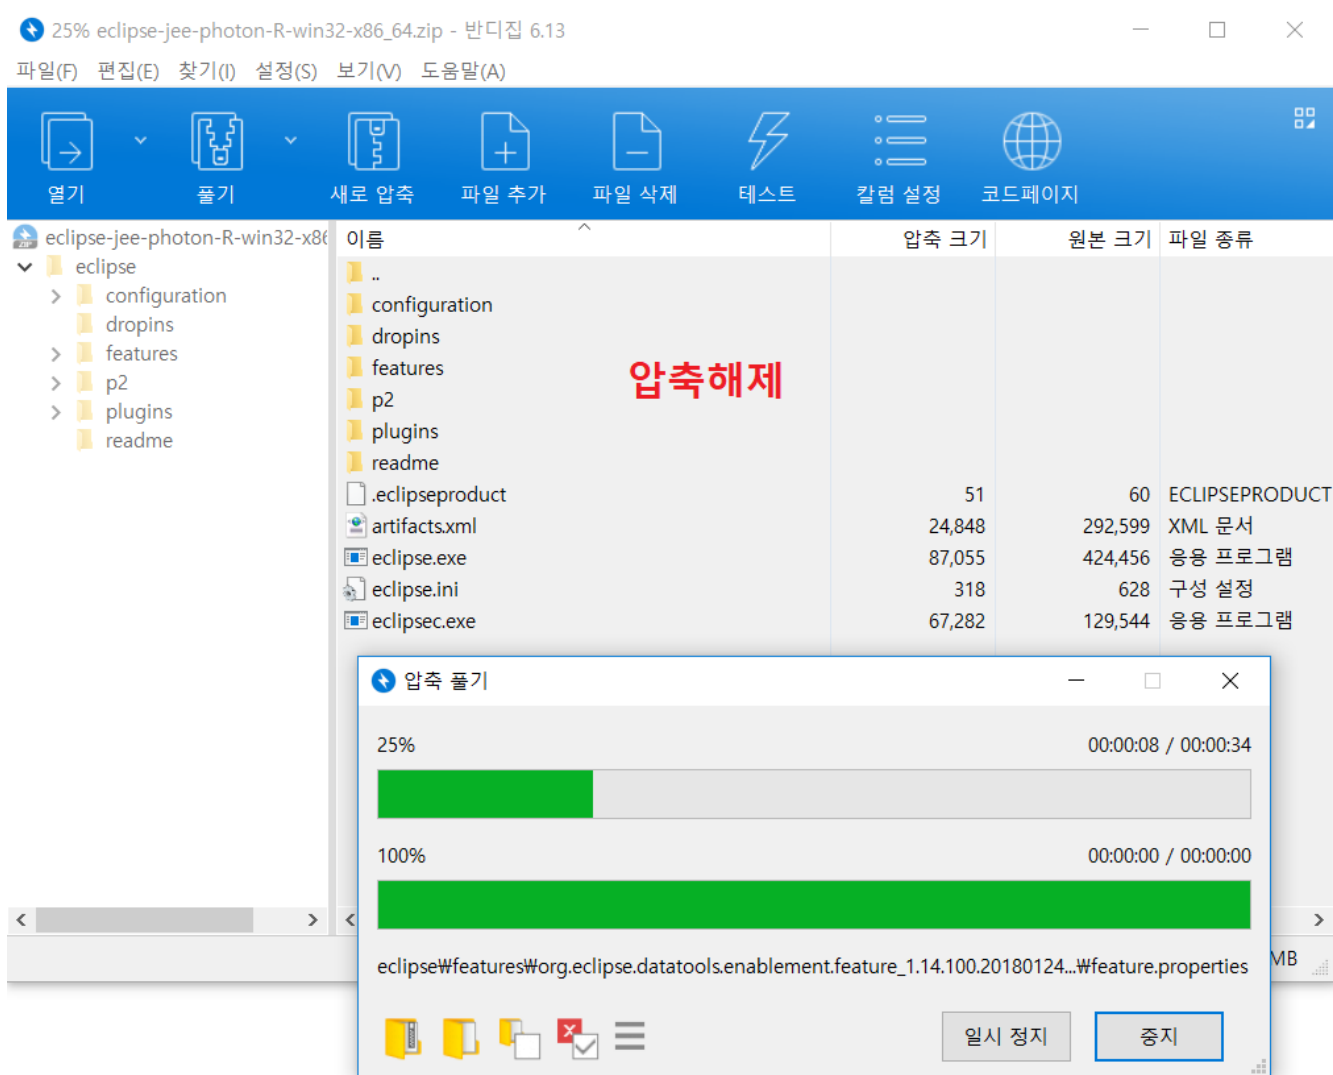 25% eclipse-jee-photon-R-win32-x86_64.zip - 반디집 6.13
파일(F) 편집(E) 찾기(I) 설정(S) 보기(V) 도움말(A)
열기 풀기 새로 압축 파일 추가 파일 삭제 테스트 칼럼 설정 코드페이지
eclipse-jee-photon-R-win32-x86
eclipse
configuration
dropins
features
p2
plugins
readme
이름 압축 크기 원본 크기 파일 종류
..
configuration
dropins
features
압축해제
p2
plugins
readme
.eclipseproduct 51 60 ECLIPSEPRODUCT
artifacts.xml 24,848 292,599 XML 문서
eclipse.exe 87,055 424,456 응용 프로그램
eclipse.ini 318 628 구성 설정
eclipsec.exe 67,282 129,544 응용 프로그램
압축 풀기
25% 00:00:08 / 00:00:34
100% 00:00:00 / 00:00:00
eclipse₩features₩org.eclipse.datatools.enablement.feature_1.14.100.20180124...₩feature.properties
MB
일시 정지 중지